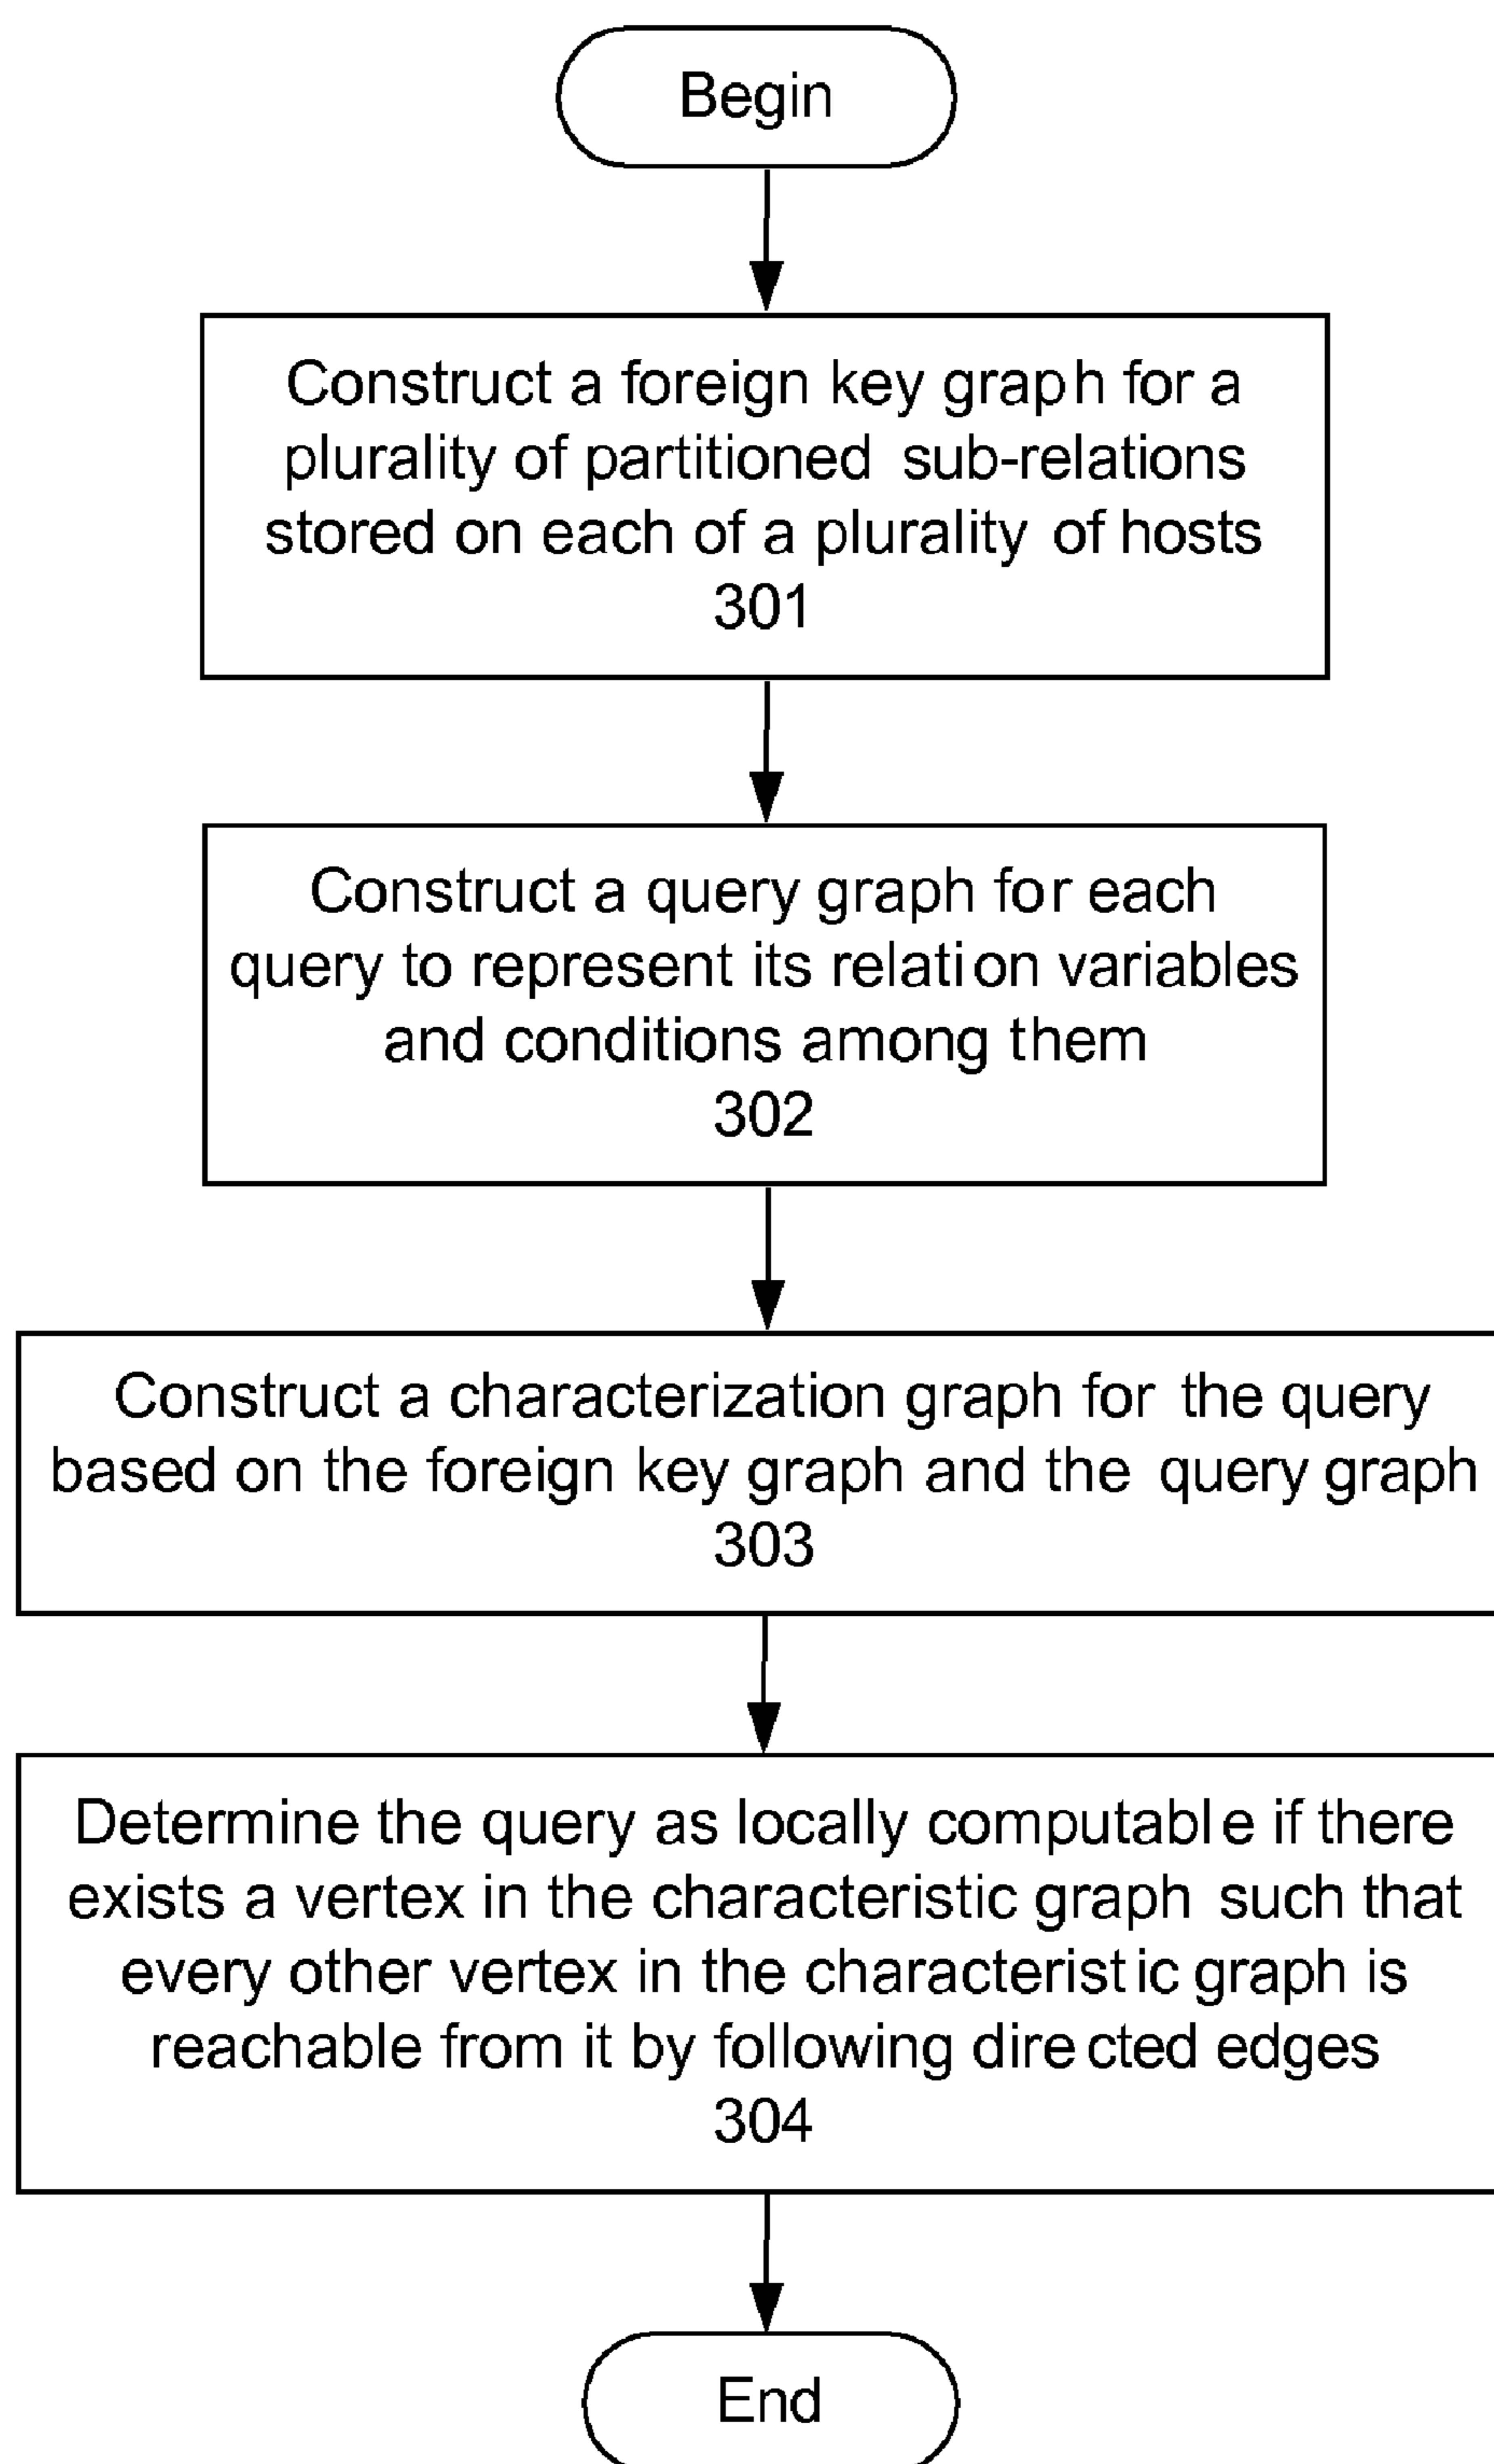 Begin
Construct a foreign key graph for a
plurality of partitioned sub-relations
stored on each of a plurality of hosts
301
Construct a query graph for each
query to represent its relation variables
and conditions among them
302
Construct a characterization graph for the query
based on the foreign key graph and the query graph
303
Determine the query as locally computable if there
exists a vertex in the characteristic graph such that
every other vertex in the characteristic graph is
reachable from it by following directed edges
304
End